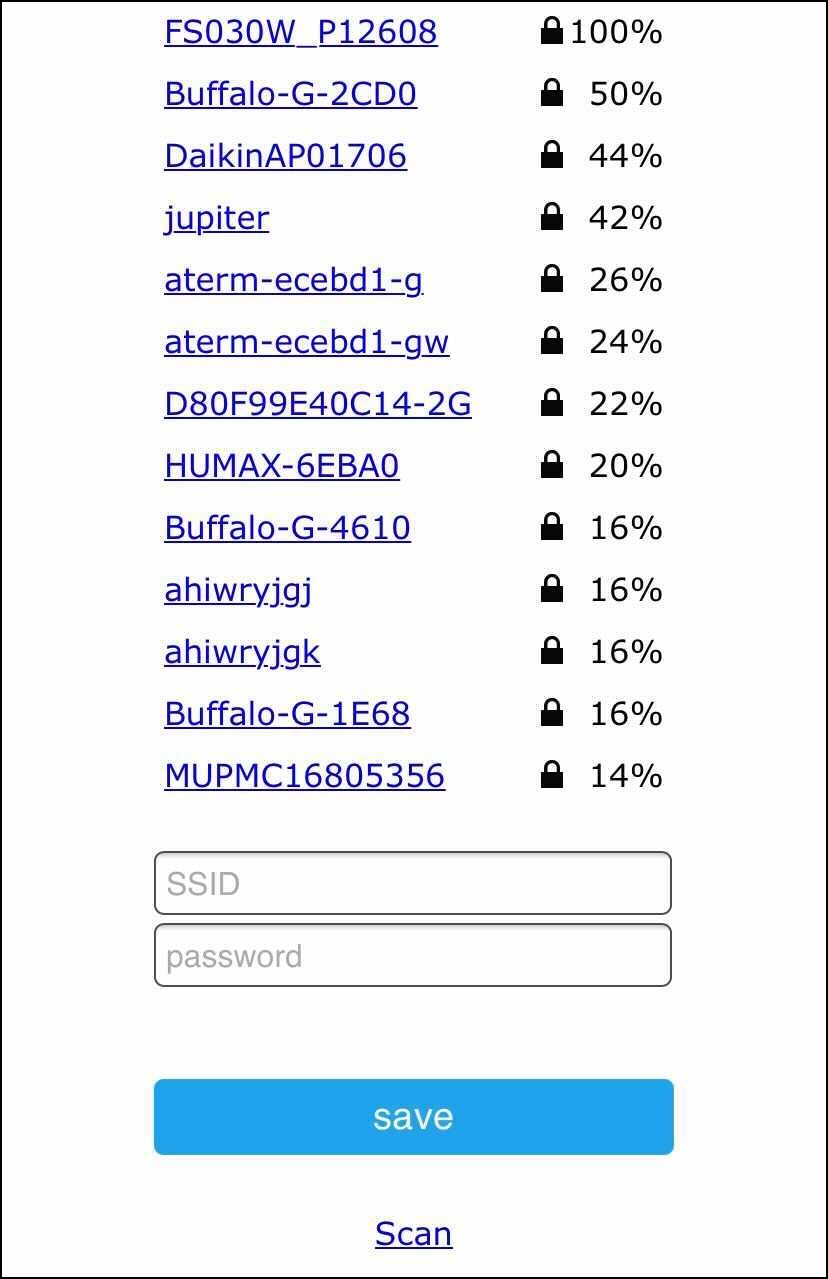 FS030W_P12608 100%
Buffalo-G-2CD0 50%
DaikinAP01706 44%
jupiter 42%
aterm-ecebd1-g 26%
aterm-ecebd1-gw 24%
D80F99E40C14-2G 22%
HUMAX-6EBA0 20%
Buffalo-G-4610 16%
ahiwryjgj 16%
ahiwryjgk 16%
Buffalo-G-1E68 16%
MUPMC16805356 14%
SSID
password
save
Scan